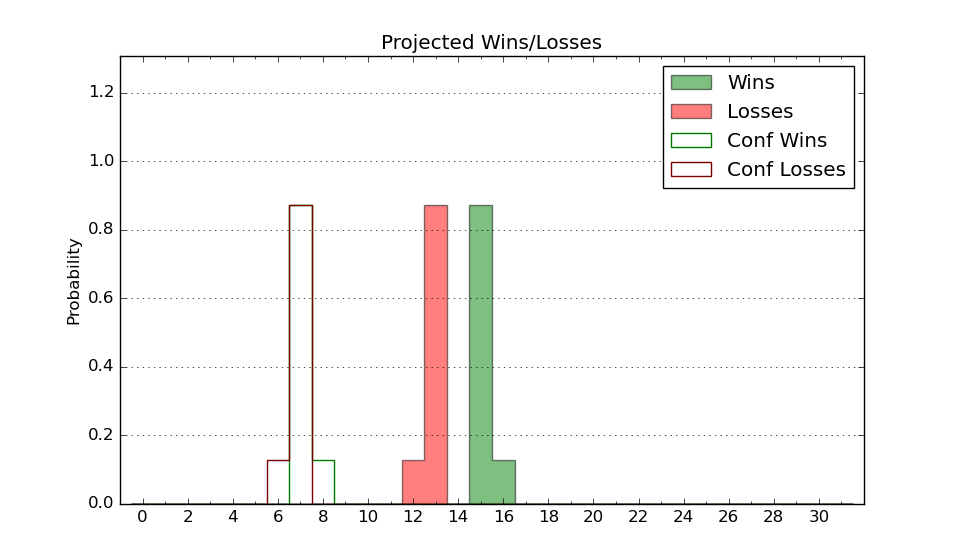 Projected Wins/Losses
Wins
Losses
Conf Wins
Conf Losses
Probability
1.2
1.0
0.8
0.6
0.4
0.2
0.0
0 2 4 6 8 10 12 14 16 18 20 22 24 26 28 30